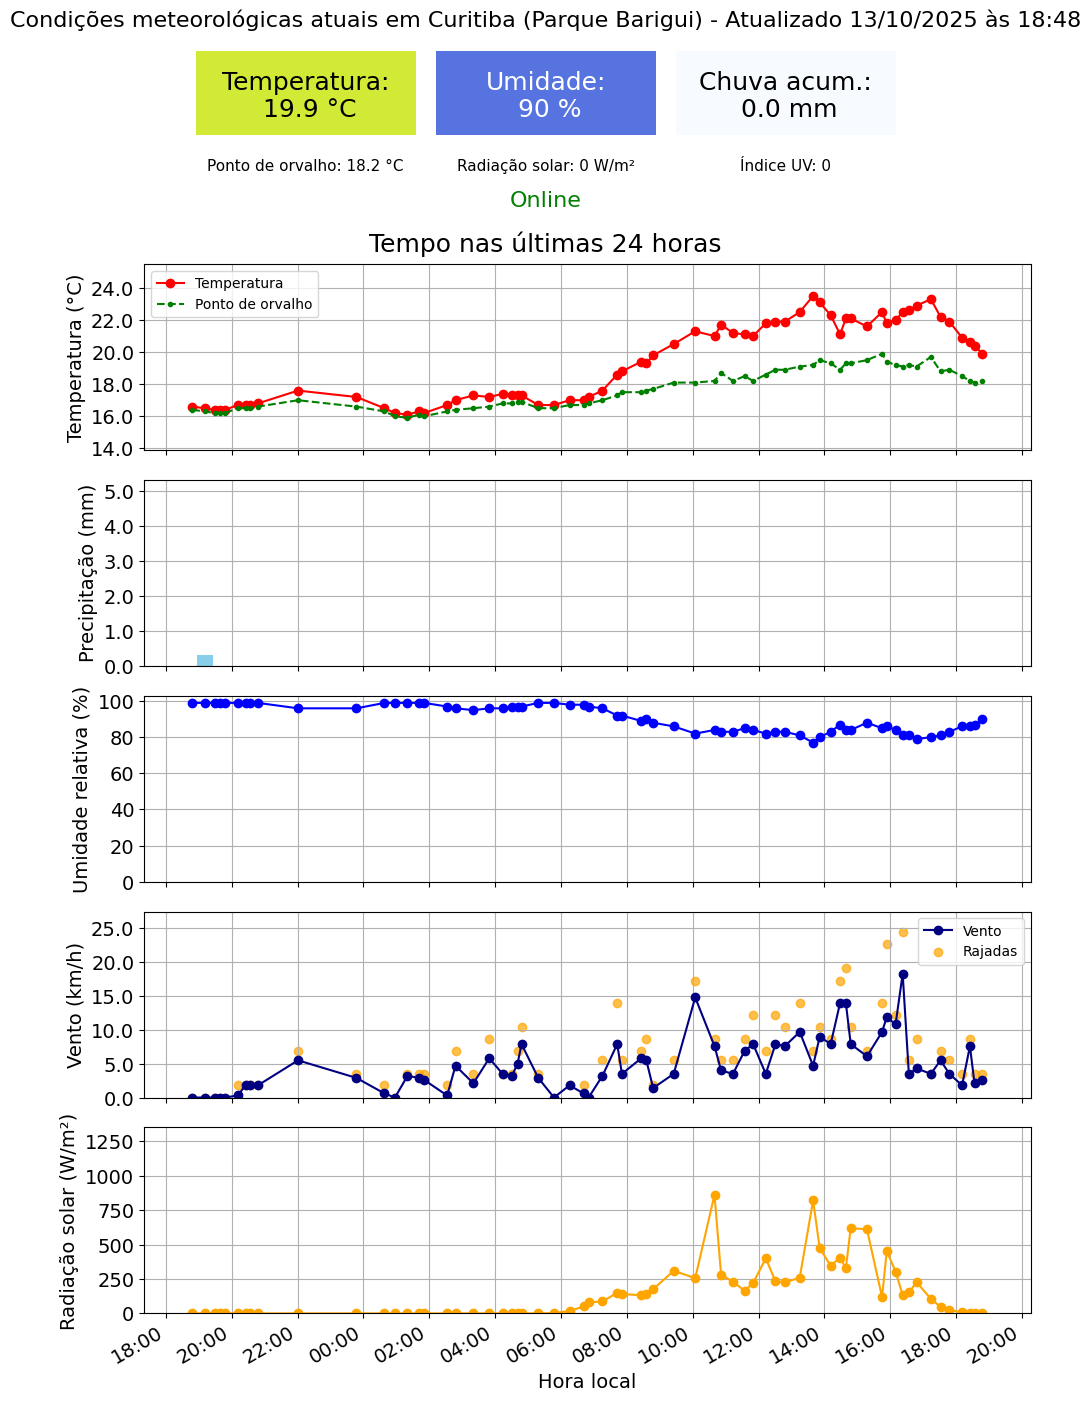 Condições meteorológicas atuais em Curitiba (Parque Barigui) - Atualizado 13/10/2025 às 18:48
Temperatura:
19.9 °C
Umidade:
90 %
Chuva acum.:
0.0 mm
Ponto de orvalho: 18.2 °C
Radiação solar: 0 W/m²
Índice UV: 0
Online
Tempo nas últimas 24 horas
Temperatura (°C)
24.0
22.0
20.0
18.0
16.0
14.0
Temperatura
Ponto de orvalho
Precipitação (mm)
5.0
4.0
3.0
2.0
1.0
0.0
Umidade relativa (%)
100
80
60
40
20
0
Vento (km/h)
25.0
20.0
15.0
10.0
5.0
0.0
Vento
Rajadas
Radiação solar (W/m²)
1250
1000
750
500
250
0
18:00
20:00
22:00
00:00
02:00
04:00
06:00
08:00
10:00
12:00
14:00
16:00
18:00
20:00
Hora local